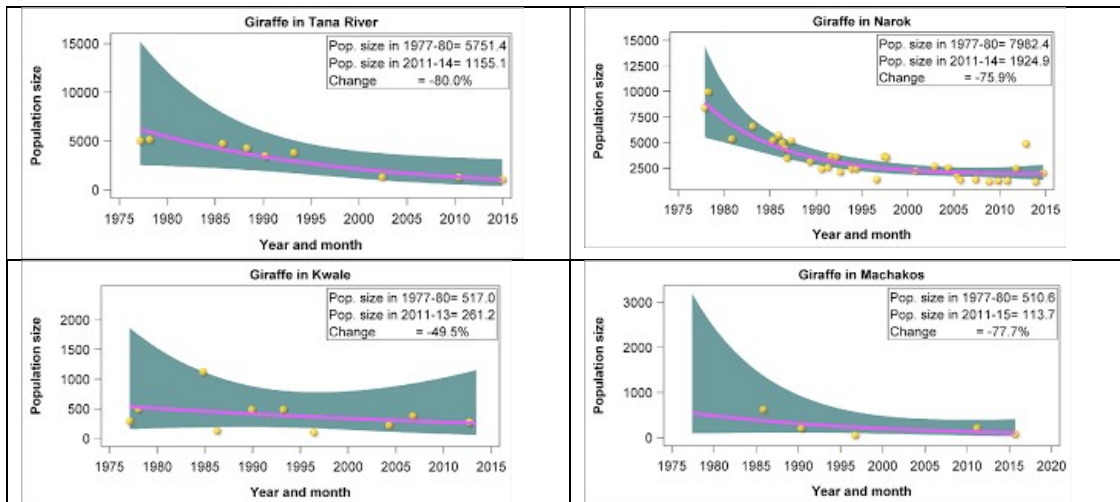 Giraffe in Tana River
Pop. size in 1977-80= 5751.4
Pop. size in 2011-14= 1155.1
Change = -80.0%
Population size
15000
10000
5000
0
1975 1980 1985 1990 1995 2000 2005 2010 2015
Year and month
Giraffe in Narok
Pop. size in 1977-80= 7982.4
Pop. size in 2011-14= 1924.9
Change = -75.9%
Population size
15000
12500
10000
7500
5000
2500
1975 1980 1985 1990 1995 2000 2005 2010 2015
Year and month
Giraffe in Kwale
Pop. size in 1977-80= 517.0
Pop. size in 2011-13= 261.2
Change = -49.5%
Population size
2000
1500
1000
500
0
1975 1980 1985 1990 1995 2000 2005 2010 2015
Year and month
Giraffe in Machakos
Pop. size in 1977-80= 510.6
Pop. size in 2011-15= 113.7
Change = -77.7%
Population size
3000
2000
1000
0
1975 1980 1985 1990 1995 2000 2005 2010 2015 2020
Year and month